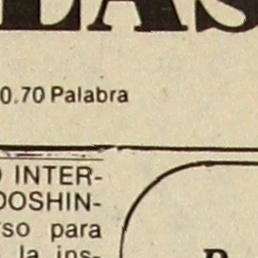 LAS
0.70 Palabra
INTER-
OOSHIN-
so para
la ins-